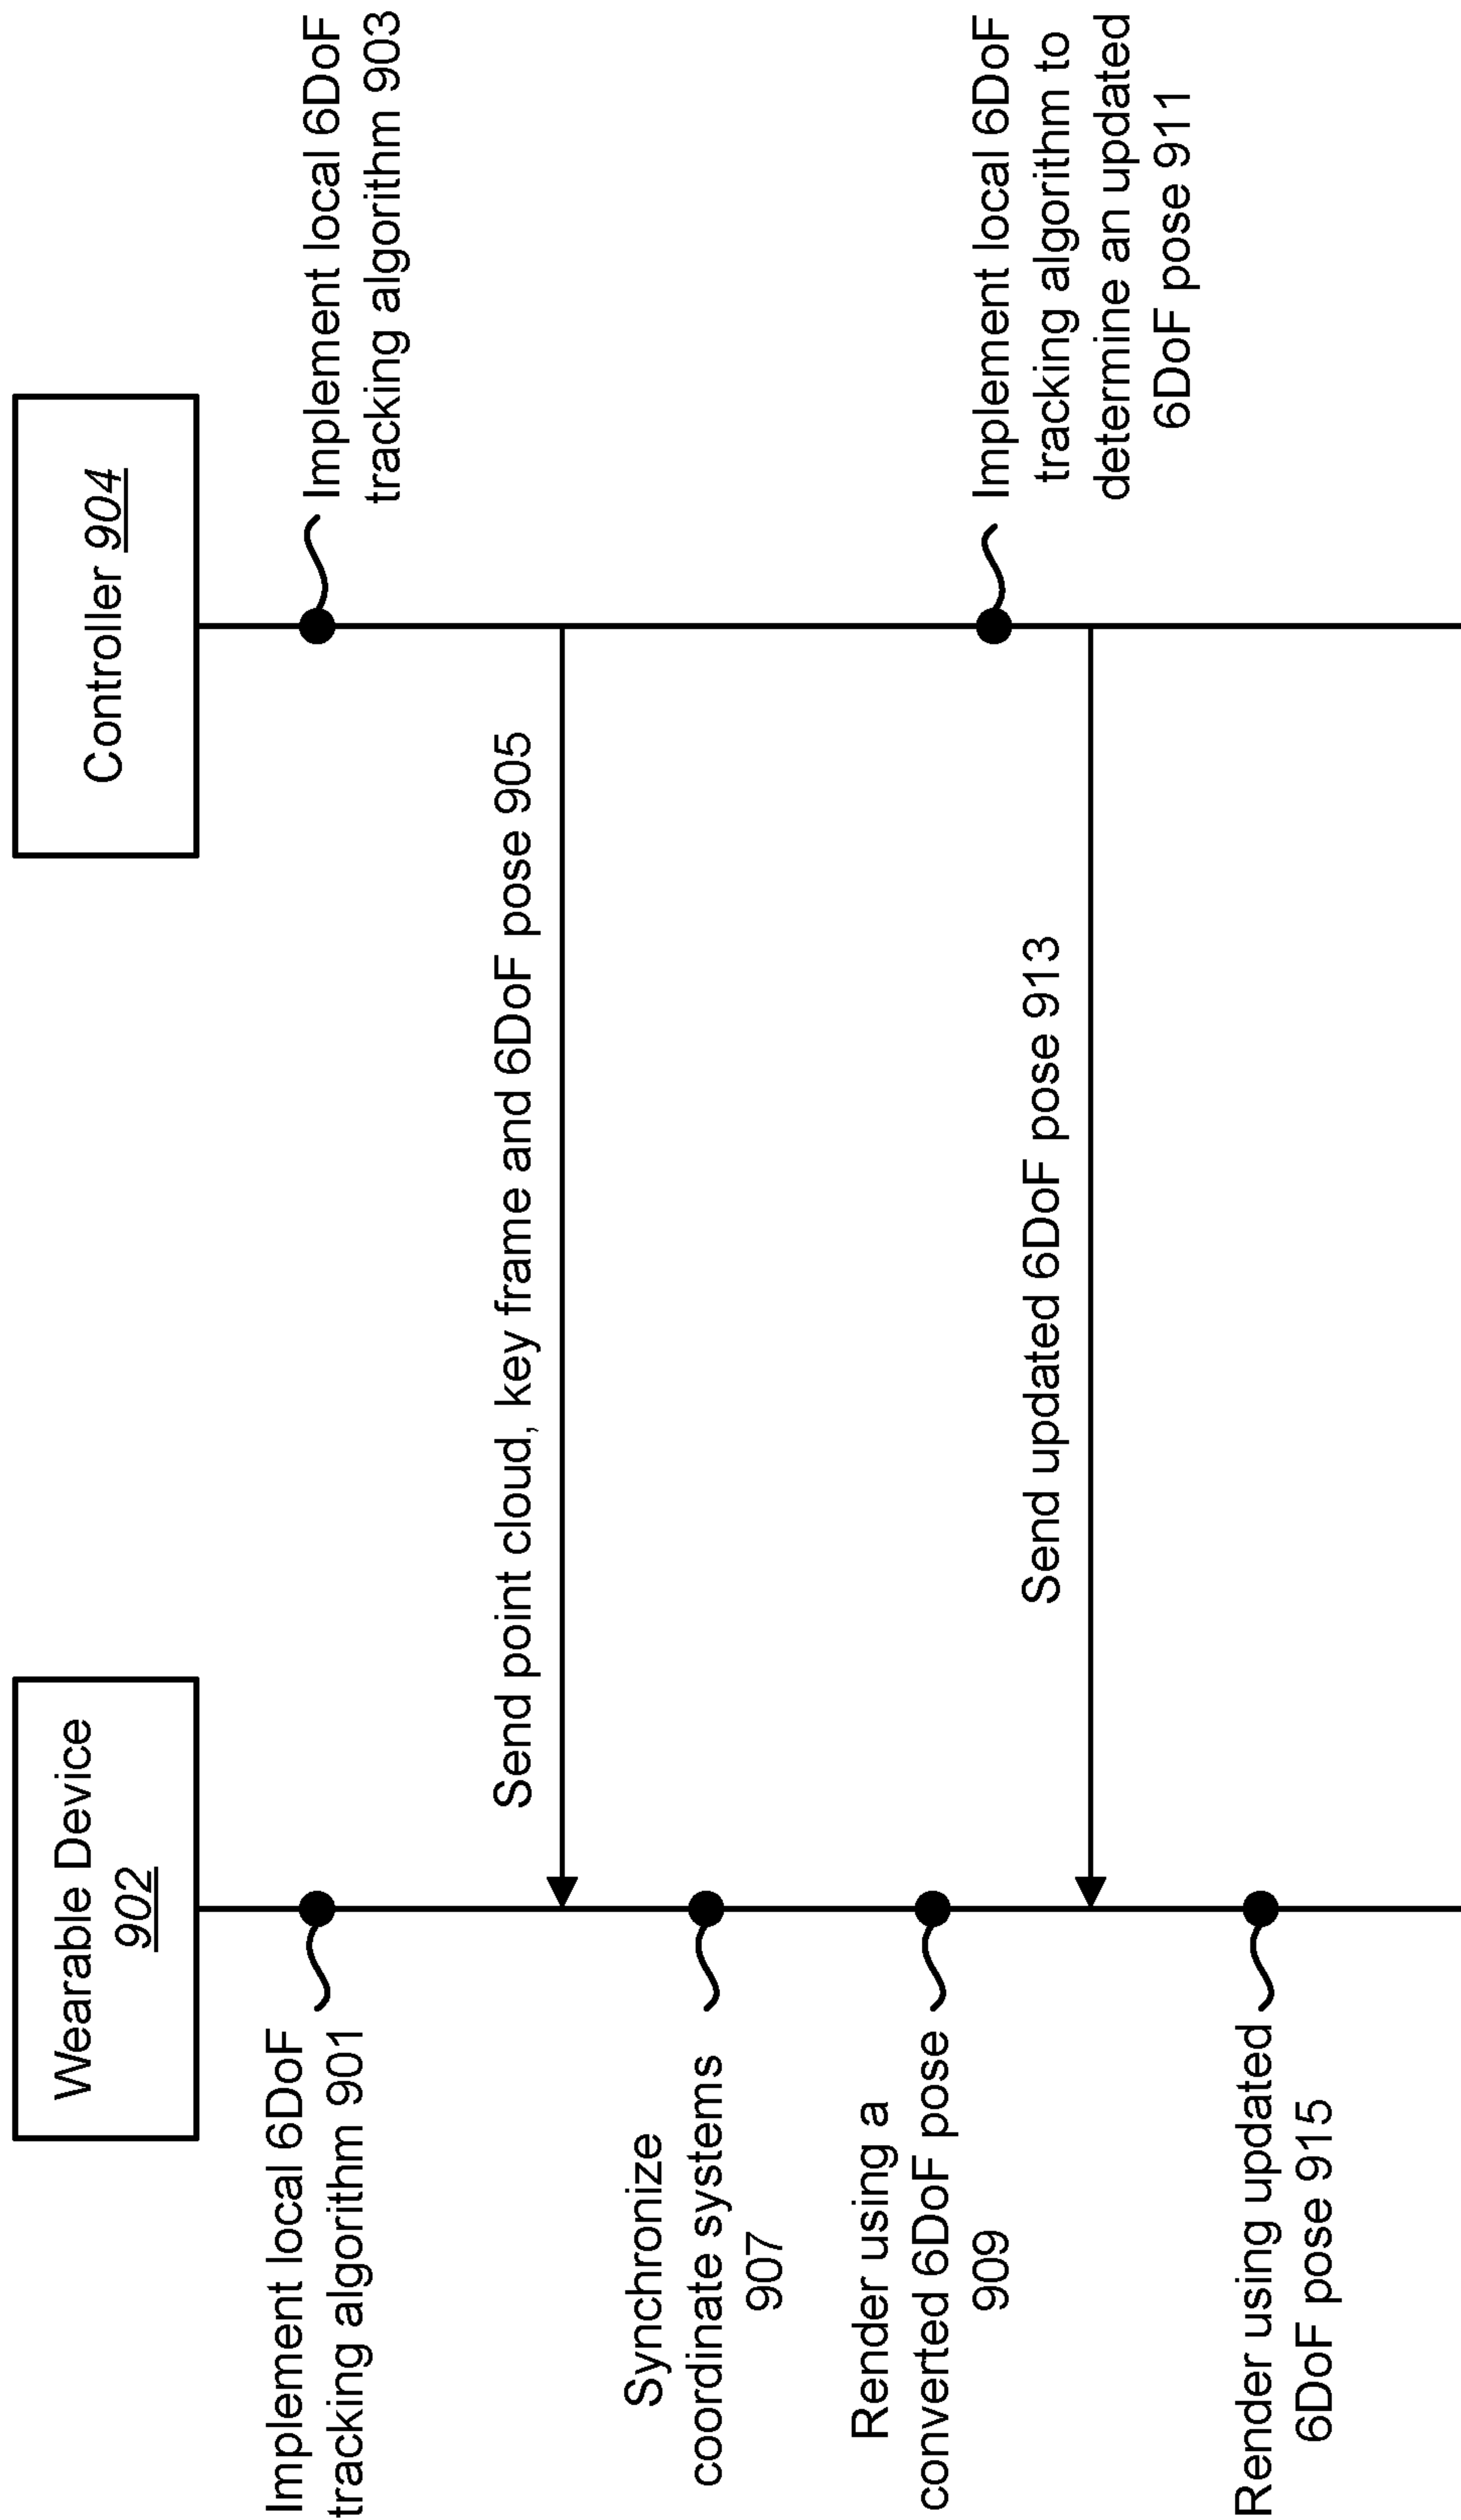 Wearable Device
902
Controller 904
Implement local 6DoF
tracking algorithm 901
Implement local 6DoF
tracking algorithm 903
Send point cloud, key frame and 6DoF pose 905
Synchronize
coordinate systems
907
Render using a
converted 6DoF pose
909
Implement local 6DoF
tracking algorithm to
determine an updated
6DoF pose 911
Send updated 6DoF pose 913
Render using updated
6DoF pose 915